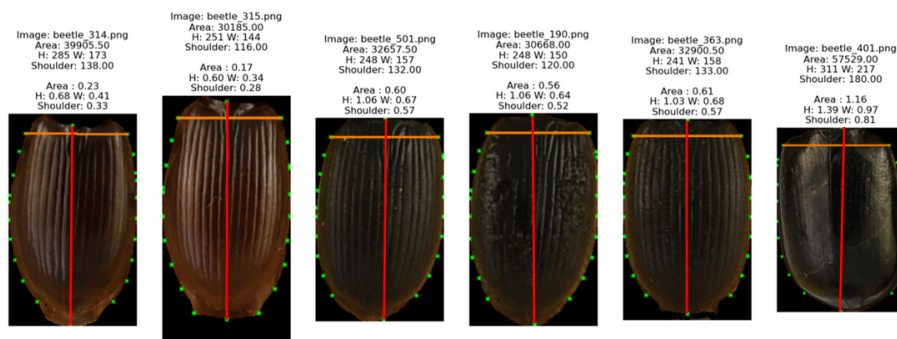 Image: beetle_314.png
Area: 39905.50
H: 285 W: 173
Shoulder: 138.00
Area : 0.23
H: 0.68 W: 0.41
Shoulder: 0.33
Image: beetle_315.png
Area: 30185.00
H: 251 W: 144
Shoulder: 116.00
Area : 0.17
H: 0.60 W: 0.34
Shoulder: 0.28
Image: beetle_501.png
Area: 32657.50
H: 248 W: 157
Shoulder: 132.00
Area : 0.60
H: 1.06 W: 0.67
Shoulder: 0.57
Image: beetle_190.png
Area: 30668.00
H: 248 W: 150
Shoulder: 120.00
Area : 0.56
H: 1.06 W: 0.64
Shoulder: 0.52
Image: beetle_363.png
Area: 32900.50
H: 241 W: 158
Shoulder: 133.00
Area : 0.61
H: 1.03 W: 0.68
Shoulder: 0.57
Image: beetle_401.png
Area: 57529.00
H: 311 W: 217
Shoulder: 180.00
Area : 1.16
H: 1.39 W: 0.97
Shoulder: 0.81